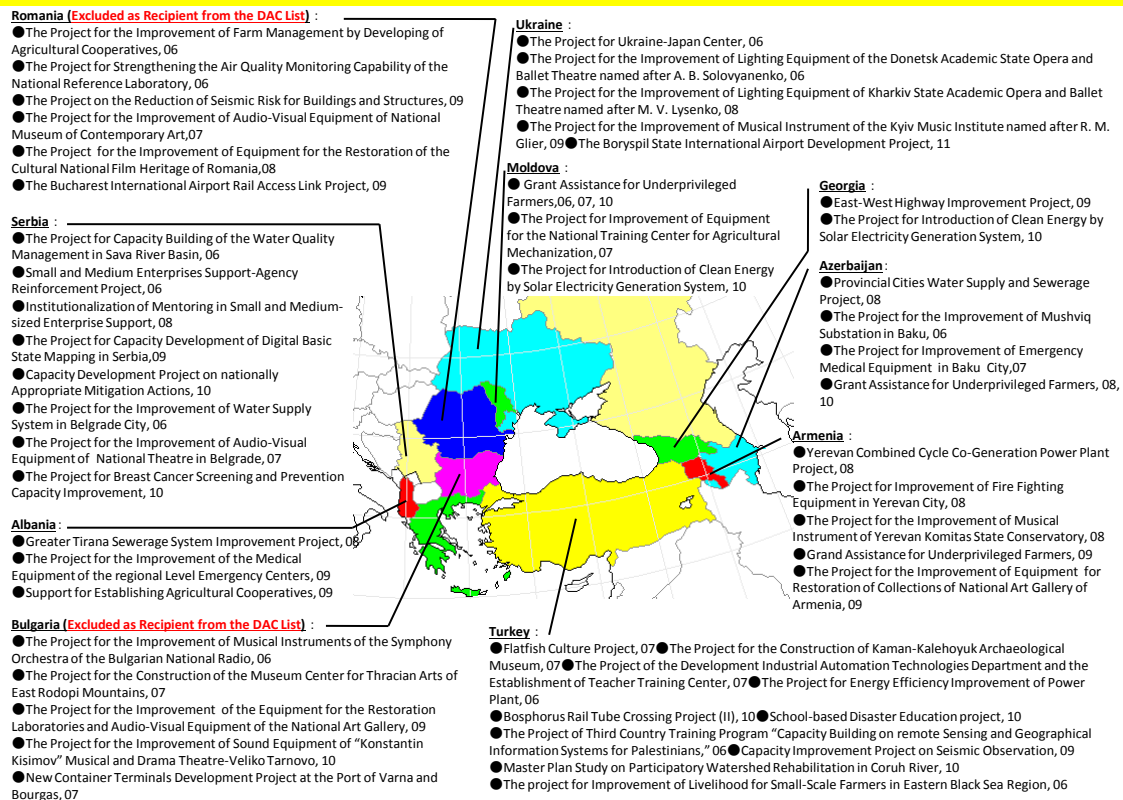 Romania (Excluded as Recipient from the DAC List) :
●The Project for the Improvement of Farm Management by Developing of
Agricultural Cooperatives, 06
●The Project for Strengthening the Air Quality Monitoring Capability of the
National Reference Laboratory, 06
●The Project on the Reduction of Seismic Risk for Buildings and Structures, 09
●The Project for the Improvement of Audio-Visual Equipment of National
Museum of Contemporary Art,07
●The Project for the Improvement of Equipment for the Restoration of the
Cultural National Film Heritage of Romania,08
●The Bucharest International Airport Rail Access Link Project, 09
Serbia :
●The Project for Capacity Building of the Water Quality
Management in Sava River Basin, 06
●Small and Medium Enterprises Support-Agency
Reinforcement Project, 06
●Institutionalization of Mentoring in Small and Medium-
sized Enterprise Support, 08
●The Project for Capacity Development of Digital Basic
State Mapping in Serbia,09
●Capacity Development Project on nationally
Appropriate Mitigation Actions, 10
●The Project for the Improvement of Water Supply
System in Belgrade City, 06
●The Project for the Improvement of Audio-Visual
Equipment of National Theatre in Belgrade, 07
●The Project for Breast Cancer Screening and Prevention
Capacity Improvement, 10
Albania :
●Greater Tirana Sewerage System Improvement Project, 08
●The Project for the Improvement of the Medical
Equipment of the regional Level Emergency Centers, 09
●Support for Establishing Agricultural Cooperatives, 09
Bulgaria (Excluded as Recipient from the DAC List) :
●The Project for the Improvement of Musical Instruments of the Symphony
Orchestra of the Bulgarian National Radio, 06
●The Project for the Construction of the Museum Center for Thracian Arts of
East Rodopi Mountains, 07
●The Project for the Improvement of the Equipment for the Restoration
Laboratories and Audio-Visual Equipment of the National Art Gallery, 09
●The Project for the Improvement of Sound Equipment of “Konstantin
Kisimov” Musical and Drama Theatre-Veliko Tarnovo, 10
●New Container Terminals Development Project at the Port of Varna and
Bourgas, 07
Ukraine :
●The Project for Ukraine-Japan Center, 06
●The Project for the Improvement of Lighting Equipment of the Donetsk Academic State Opera and
Ballet Theatre named after A. B. Solovyanenko, 06
●The Project for the Improvement of Lighting Equipment of Kharkiv State Academic Opera and Ballet
Theatre named after M. V. Lysenko, 08
●The Project for the Improvement of Musical Instrument of the Kyiv Music Institute named after R. M.
Glier, 09●The Boryspil State International Airport Development Project, 11
Moldova :
● Grant Assistance for Underprivileged
Farmers,06, 07, 10
●The Project for Improvement of Equipment
for the National Training Center for Agricultural
Mechanization, 07
●The Project for Introduction of Clean Energy
by Solar Electricity Generation System, 10
Georgia :
●East-West Highway Improvement Project, 09
●The Project for Introduction of Clean Energy by
Solar Electricity Generation System, 10
Azerbaijan:
●Provincial Cities Water Supply and Sewerage
Project, 08
●The Project for the Improvement of Mushviq
Substation in Baku, 06
●The Project for Improvement of Emergency
Medical Equipment in Baku City,07
●Grant Assistance for Underprivileged Farmers, 08,
10
Armenia :
●Yerevan Combined Cycle Co-Generation Power Plant
Project, 08
●The Project for Improvement of Fire Fighting
Equipment in Yerevan City, 08
●The Project for the Improvement of Musical
Instrument of Yerevan Komitas State Conservatory, 08
●Grand Assistance for Underprivileged Farmers, 09
●The Project for the Improvement of Equipment for
Restoration of Collections of National Art Gallery of
Armenia, 09
Turkey :
●Flatfish Culture Project, 07●The Project for the Construction of Kaman-Kalehoyuk Archaeological
Museum, 07●The Project of the Development Industrial Automation Technologies Department and the
Establishment of Teacher Training Center, 07●The Project for Energy Efficiency Improvement of Power
Plant, 06
●Bosphorus Rail Tube Crossing Project (II), 10●School-based Disaster Education project, 10
●The Project of Third Country Training Program “Capacity Building on remote Sensing and Geographical
Information Systems for Palestinians,” 06●Capacity Improvement Project on Seismic Observation, 09
●Master Plan Study on Participatory Watershed Rehabilitation in Coruh River, 10
●The project for Improvement of Livelihood for Small-Scale Farmers in Eastern Black Sea Region, 06